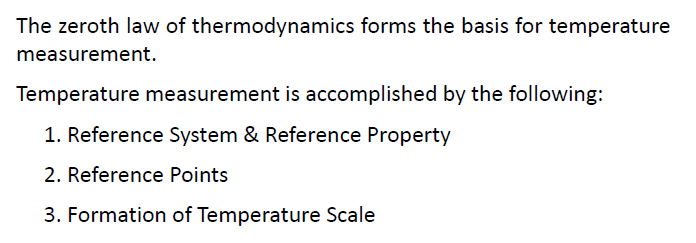 The zeroth law of thermodynamics forms the basis for temperature
measurement.
Temperature measurement is accomplished by the following:
1. Reference System & Reference Property
2. Reference Points
3. Formation of Temperature Scale